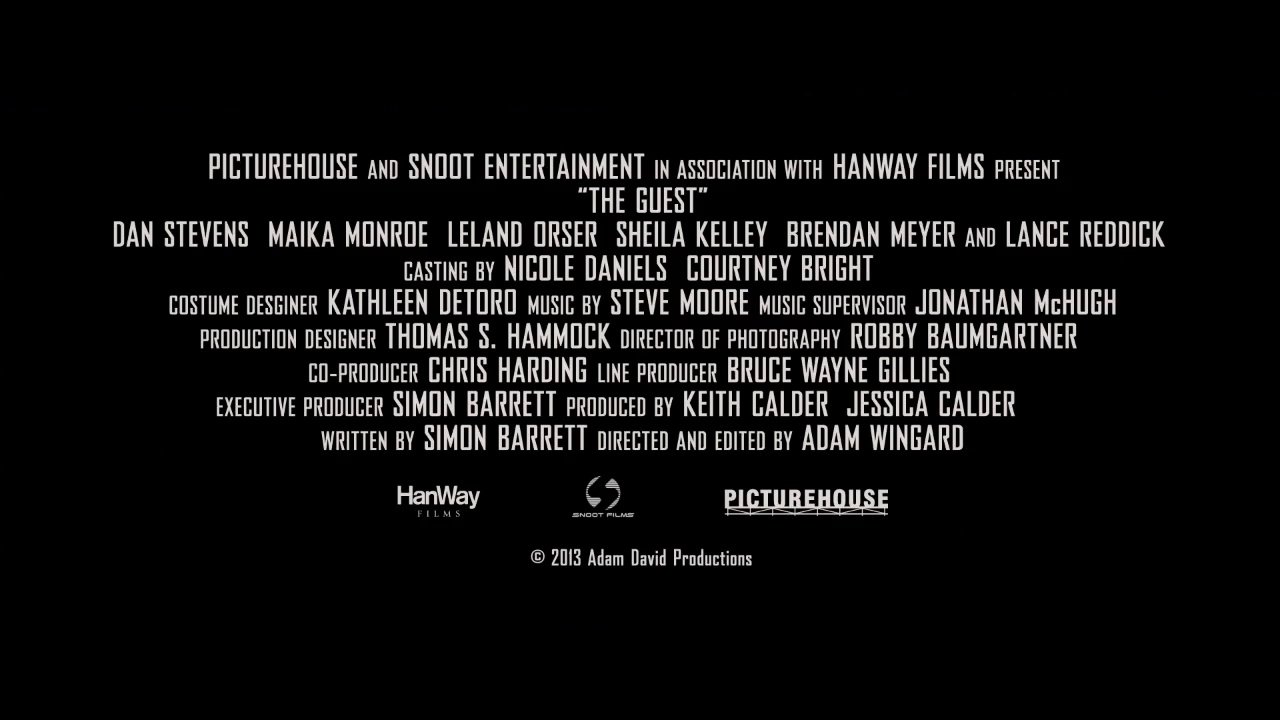 PICTUREHOUSE AND SNOOT ENTERTAINMENT IN ASSOCIATION WITH HANWAY FILMS PRESENT
“THE GUEST”
DAN STEVENS MAIKA MONROE LELAND ORSER SHEILA KELLEY BRENDAN MEYER AND LANCE REDDICK
CASTING BY NICOLE DANIELS COURTNEY BRIGHT
COSTUME DESGINER KATHLEEN DETORO MUSIC BY STEVE MOORE MUSIC SUPERVISOR JONATHAN McHUGH
PRODUCTION DESIGNER THOMAS S. HAMMOCK DIRECTOR OF PHOTOGRAPHY ROBBY BAUMGARTNER
CO-PRODUCER CHRIS HARDING LINE PRODUCER BRUCE WAYNE GILLIES
EXECUTIVE PRODUCER SIMON BARRETT PRODUCED BY KEITH CALDER JESSICA CALDER
WRITTEN BY SIMON BARRETT DIRECTED AND EDITED BY ADAM WINGARD
HanWay FILMS
SNOOT FILMS
PICTUREHOUSE
© 2013 Adam David Productions